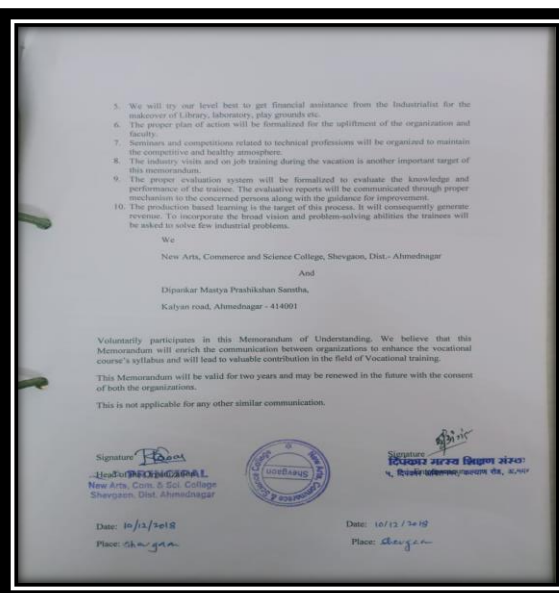 5. We will try our level best to get financial assistance from the Industrialist for the
makeover of Library, laboratory, play grounds etc.
6. The proper plan of action will be formalized for the upliftment of the organization and
faculty.
7. Seminars and competitions related to technical professions will be organized to maintain
the competitive and healthy atmosphere.
8. The industry visits and on job training during the vacation is another important target of
this memorandum.
9. The proper evaluation system will be formalized to evaluate the knowledge and
performance of the trainee. The evaluative reports will be communicated through proper
mechanism to the concerned persons along with the guidance for improvement.
10. The production based learning is the target of this process. It will consequently generate
revenue. To incorporate the broad vision and problem-solving abilities the trainees will
be asked to solve few industrial problems.
We
New Arts, Commerce and Science College, Shevgaon, Dist.- Ahmednagar
And
Dipankar Mastya Prashikshan Sanstha,
Kalyan road, Ahmednagar - 414001
Voluntarily participates in this Memorandum of Understanding. We believe that this
Memorandum will enrich the communication between organizations to enhance the vocational
course's syllabus and will lead to valuable contribution in the field of Vocational training.
This Memorandum will be valid for two years and may be renewed in the future with the consent
of both the organizations.
This is not applicable for any other similar communication.
Signature
PRINCIPAL
New Arts, Com. & Sci. College
Shevgaon, Dist. Ahmednagar
New Arts, Commerce & Science College
Shevgaon
Signature
दिपंकार मत्स्य शिक्षण संस्था
Date: 10/12/2018
Place: Shevgaon
Date: 10/12/2018
Place: Shevgaon